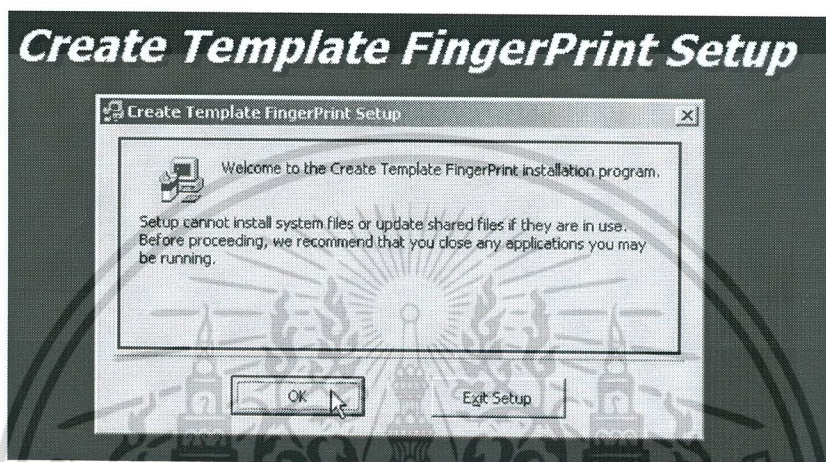 Create Template FingerPrint Setup
Create Template FingerPrint Setup
Welcome to the Create Template FingerPrint installation program.
Setup cannot install system files or update shared files if they are in use.
Before proceeding, we recommend that you close any applications you may
be running.
OK
Exit Setup